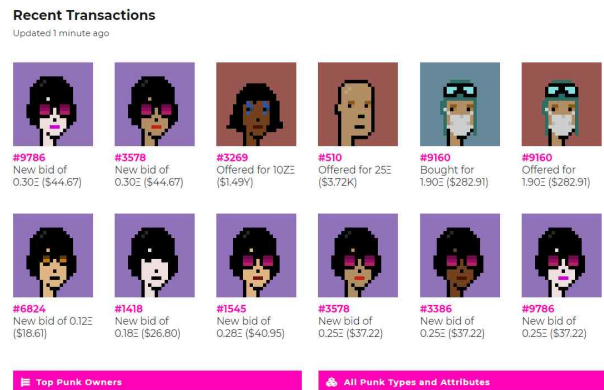 Recent Transactions
Updated 1 minute ago
#9786
New bid of
0.30Ξ ($44.67)
#3578
New bid of
0.30Ξ ($44.67)
#3269
Offered for 10ZΞ
($1.49Y)
#510
Offered for 25Ξ
($3.72K)
#9160
Bought for
1.90Ξ ($282.91)
#9160
Offered for
1.90Ξ ($282.91)
#6824
New bid of 0.12Ξ
($18.61)
#1418
New bid of
0.18Ξ ($26.80)
#1545
New bid of
0.28Ξ ($40.95)
#3578
New bid of
0.25Ξ ($37.22)
#3386
New bid of
0.25Ξ ($37.22)
#9786
New bid of
0.25Ξ ($37.22)
Top Punk Owners
All Punk Types and Attributes